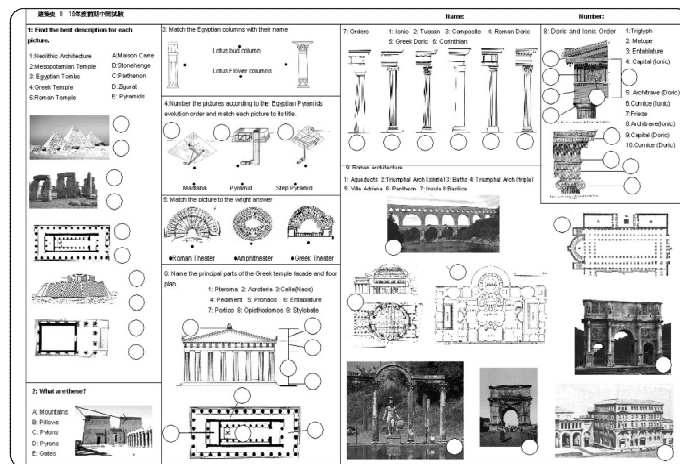 建築史 II 18年度前期中間試験
Name:
Number:
1: Find the best description for each
picture.
1:Neolithic Architecture
A:Maison Carre
2:Mesopotamian Temple
D:Stonehenge
3: Egyptian Tombs
C:Pathenon
4:Greek Temple
D:Zigurat
6:Roman Temple
E: Pyramids
2: What are these?
A: Mountains
B: Pillows
C: Pylons
D: Pyrons
E: Gates
3: Match the Egyptian columns with their name
Lotus bud column
Lotus Flower columns
4:Number the pictures according to the Egyptian Pyramids
evolution order and match each picture to its title.
Mastaba
Pyramid
Step Pyramid
5: Match the picture to the wright answer
Roman Theater
Amphitheater
Greek Theater
6: Name the principal parts of the Greek temple facade and floor
plan.
1: Pteroma 2: Acroteria 3:Cella(Naos)
4: Pediment 5: Pronaos 6: Entablature
7: Portico 8: Opisthodomos 9: Stylobate
7: Orders
1: Ionic 2: Tuscan 3: Composite 4: Roman Doric
5: Greek Doric 6: Corinthian
8: Doric and Ionic Order
1:Triglyph
2: Metope
3: Entablature
4: Capital (Ionic)
5: Architrave (Doric)
6: Cornice (Ionic)
7:Frieze
8: Architrave(Ionic)
9: Capital (Doric)
10:Cornice (Doric)
9: Roman architecture
1: Aqueducts 2:Triumphal Arch (single) 3: Baths 4: Triumphal Arch (triple)
5: Villa Adriana 6: Pantheon 7: Insula 8:Basilica